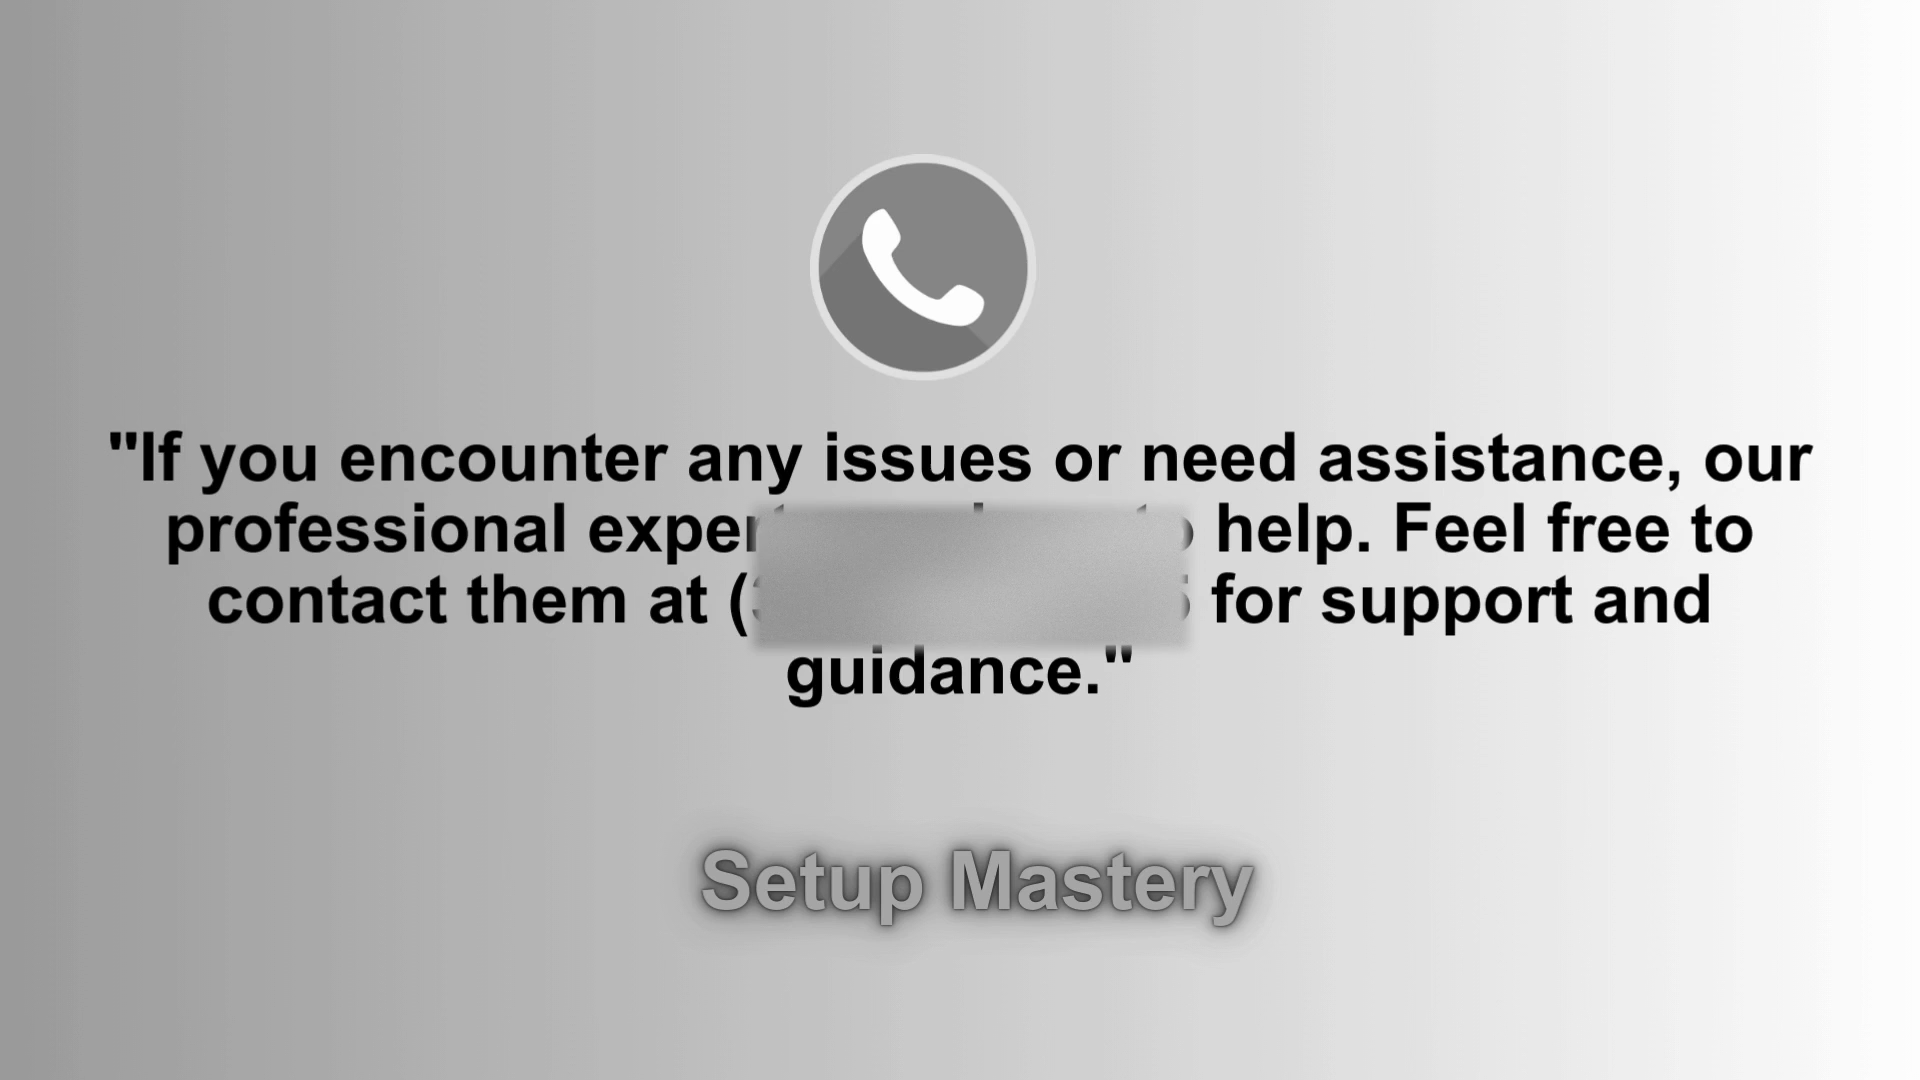 "If you encounter any issues or need assistance, our
professional help. Feel free to
contact them at for support and
guidance."
Setup Mastery